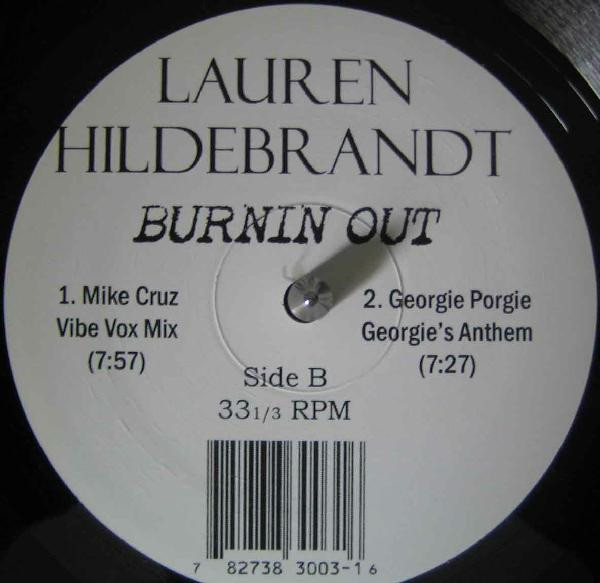 LAUREN
HILDEBRANDT
BURNIN OUT
1. Mike Cruz
Vibe Vox Mix
(7:57)
2. Georgie Porgie
Georgie's Anthem
(7:27)
Side B
33 1/3 RPM
7 82738 3003-1 6